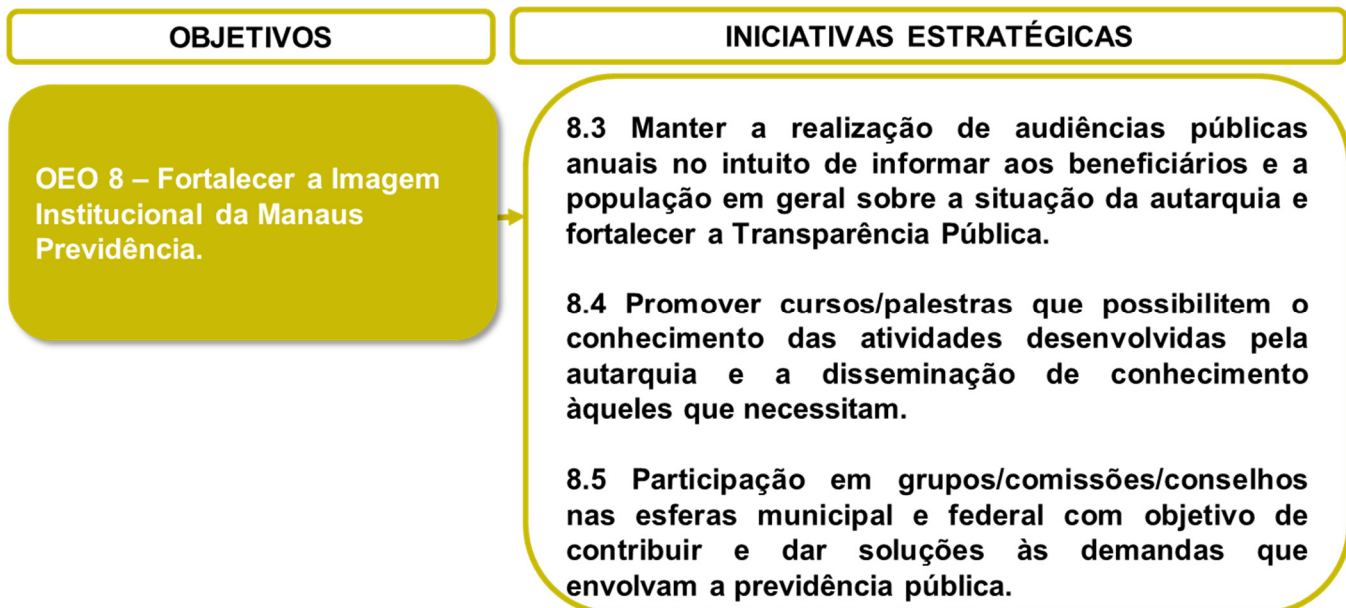 OBJETIVOS
INICIATIVAS ESTRATÉGICAS
OEO 8 – Fortalecer a Imagem
Institucional da Manaus
Previdência.
8.3 Manter a realização de audiências públicas
anuais no intuito de informar aos beneficiários e a
população em geral sobre a situação da autarquia e
fortalecer a Transparência Pública.
8.4 Promover cursos/palestras que possibilitem o
conhecimento das atividades desenvolvidas pela
autarquia e a disseminação de conhecimento
àqueles que necessitam.
8.5 Participação em grupos/comissões/conselhos
nas esferas municipal e federal com objetivo de
contribuir e dar soluções às demandas que
envolvam a previdência pública.